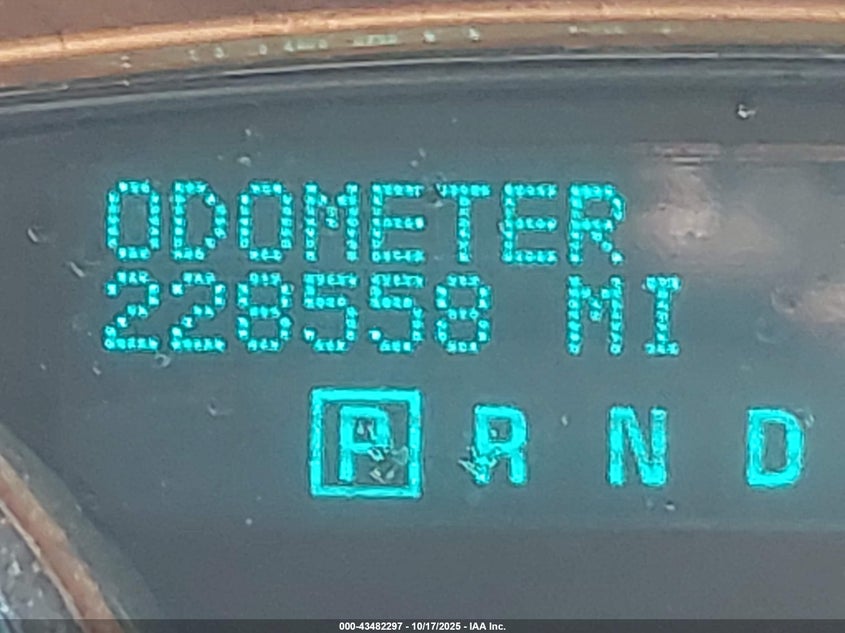 ODOMETER
228558 MI
P R N D
000-43482297 - 10/17/2025 - IAA Inc.